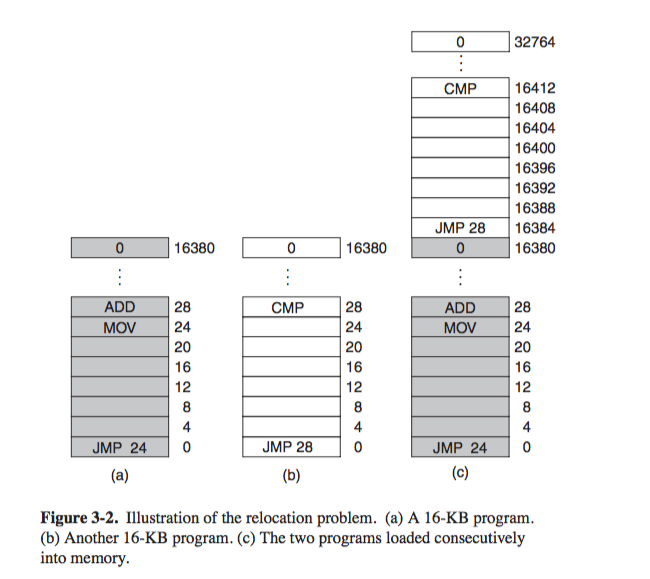 0 32764
⋮
CMP 16412
16408
16404
16400
16396
16392
16388
JMP 28 16384
0 16380 0 16380 0 16380
⋮ ⋮ ⋮
ADD 28 CMP 28 ADD 28
MOV 24 24 MOV 24
20 20 20
16 16 16
12 12 12
8 8 8
4 4 4
JMP 24 0 JMP 28 0 JMP 24 0
(a) (b) (c)
Figure 3-2. Illustration of the relocation problem. (a) A 16-KB program.
(b) Another 16-KB program. (c) The two programs loaded consecutively
into memory.